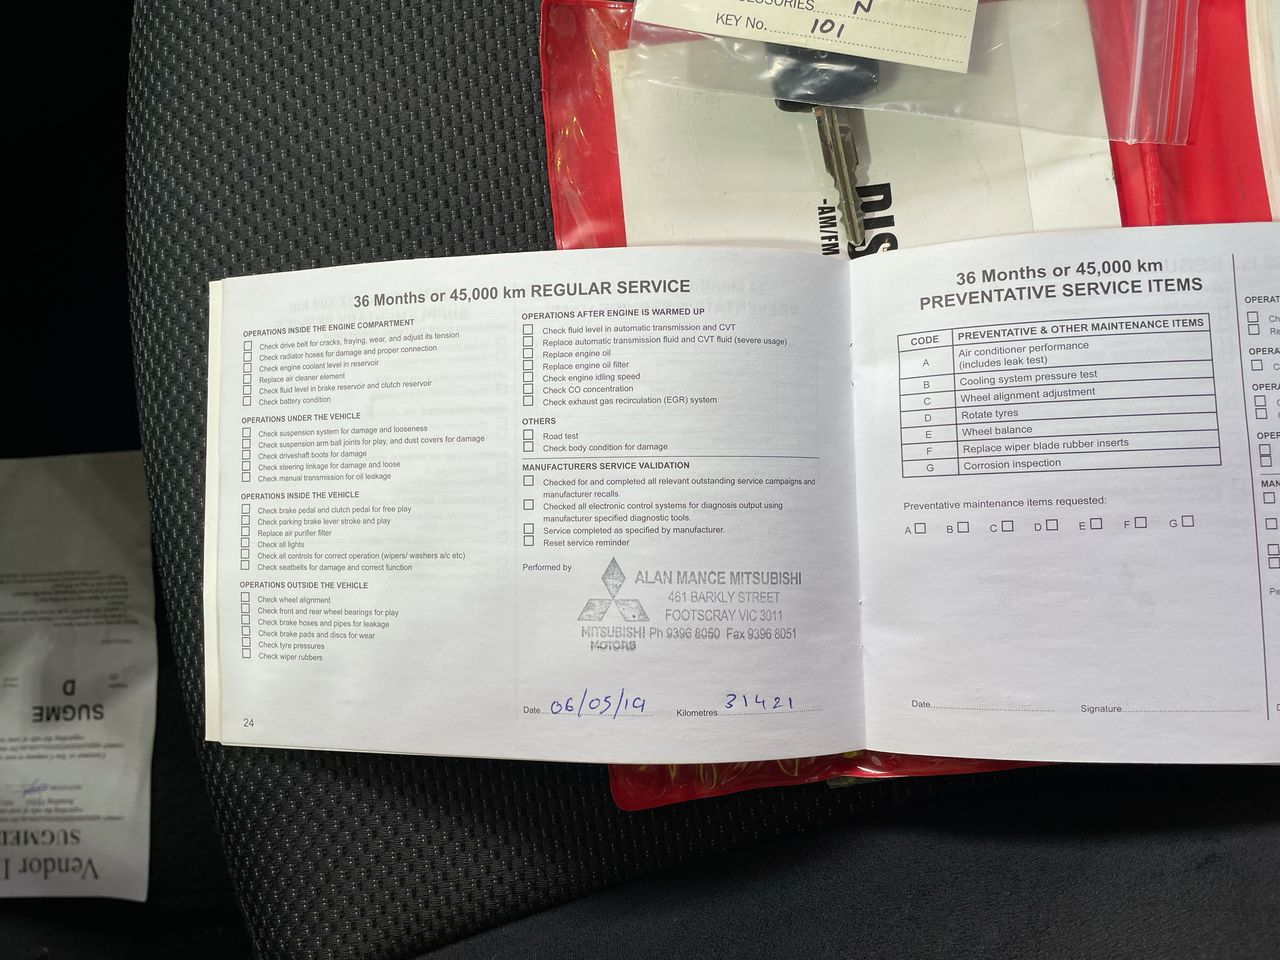 N
KEY No. 101
DIS
-AM/FM
36 Months or 45,000 km REGULAR SERVICE
OPERATIONS INSIDE THE ENGINE COMPARTMENT
Check drive belt for cracks, fraying, wear, and adjust its tension
Check radiator hoses for damage and proper connection
Check engine coolant level in reservoir
Replace air cleaner element
Check fluid level in brake reservoir and clutch reservoir
Check battery condition
OPERATIONS UNDER THE VEHICLE
Check suspension system for damage and looseness
Check suspension arm ball joints for play, and dust covers for damage
Check driveshaft boots for damage
Check steering linkage for damage and loose
Check manual transmission for oil leakage
OPERATIONS INSIDE THE VEHICLE
Check brake pedal and clutch pedal for free play
Check parking brake lever stroke and play
Replace air purifier filter
Check all lights
Check all controls for correct operation (wipers/ washers a/c etc)
Check seatbelts for damage and correct function
OPERATIONS OUTSIDE THE VEHICLE
Check wheel alignment
Check front and rear wheel bearings for play
Check brake hoses and pipes for leakage
Check brake pads and discs for wear
Check tyre pressures
Check wiper rubbers
24
OPERATIONS AFTER ENGINE IS WARMED UP
Check fluid level in automatic transmission and CVT
Replace automatic transmission fluid and CVT fluid (severe usage)
Replace engine oil
Replace engine oil filter
Check engine idling speed
Check CO concentration
Check exhaust gas recirculation (EGR) system
OTHERS
Road test
Check body condition for damage
MANUFACTURERS SERVICE VALIDATION
Checked for and completed all relevant outstanding service campaigns and
manufacturer recalls.
Checked all electronic control systems for diagnosis output using
manufacturer specified diagnostic tools.
Service completed as specified by manufacturer.
Reset service reminder
Performed by
ALAN MANCE MITSUBISHI
461 BARKLY STREET
FOOTSCRAY VIC 3011
MITSUBISHI Ph 9396 8050 Fax 9396 8051
MOTORS
Date 06/05/19 Kilometres 31421
36 Months or 45,000 km
PREVENTATIVE SERVICE ITEMS
CODE PREVENTATIVE & OTHER MAINTENANCE ITEMS
A Air conditioner performance
(includes leak test)
B Cooling system pressure test
C Wheel alignment adjustment
D Rotate tyres
E Wheel balance
F Replace wiper blade rubber inserts
G Corrosion inspection
Preventative maintenance items requested:
A B C D E F G
Date Signature
Vendor
SUGMED
SUGME
D